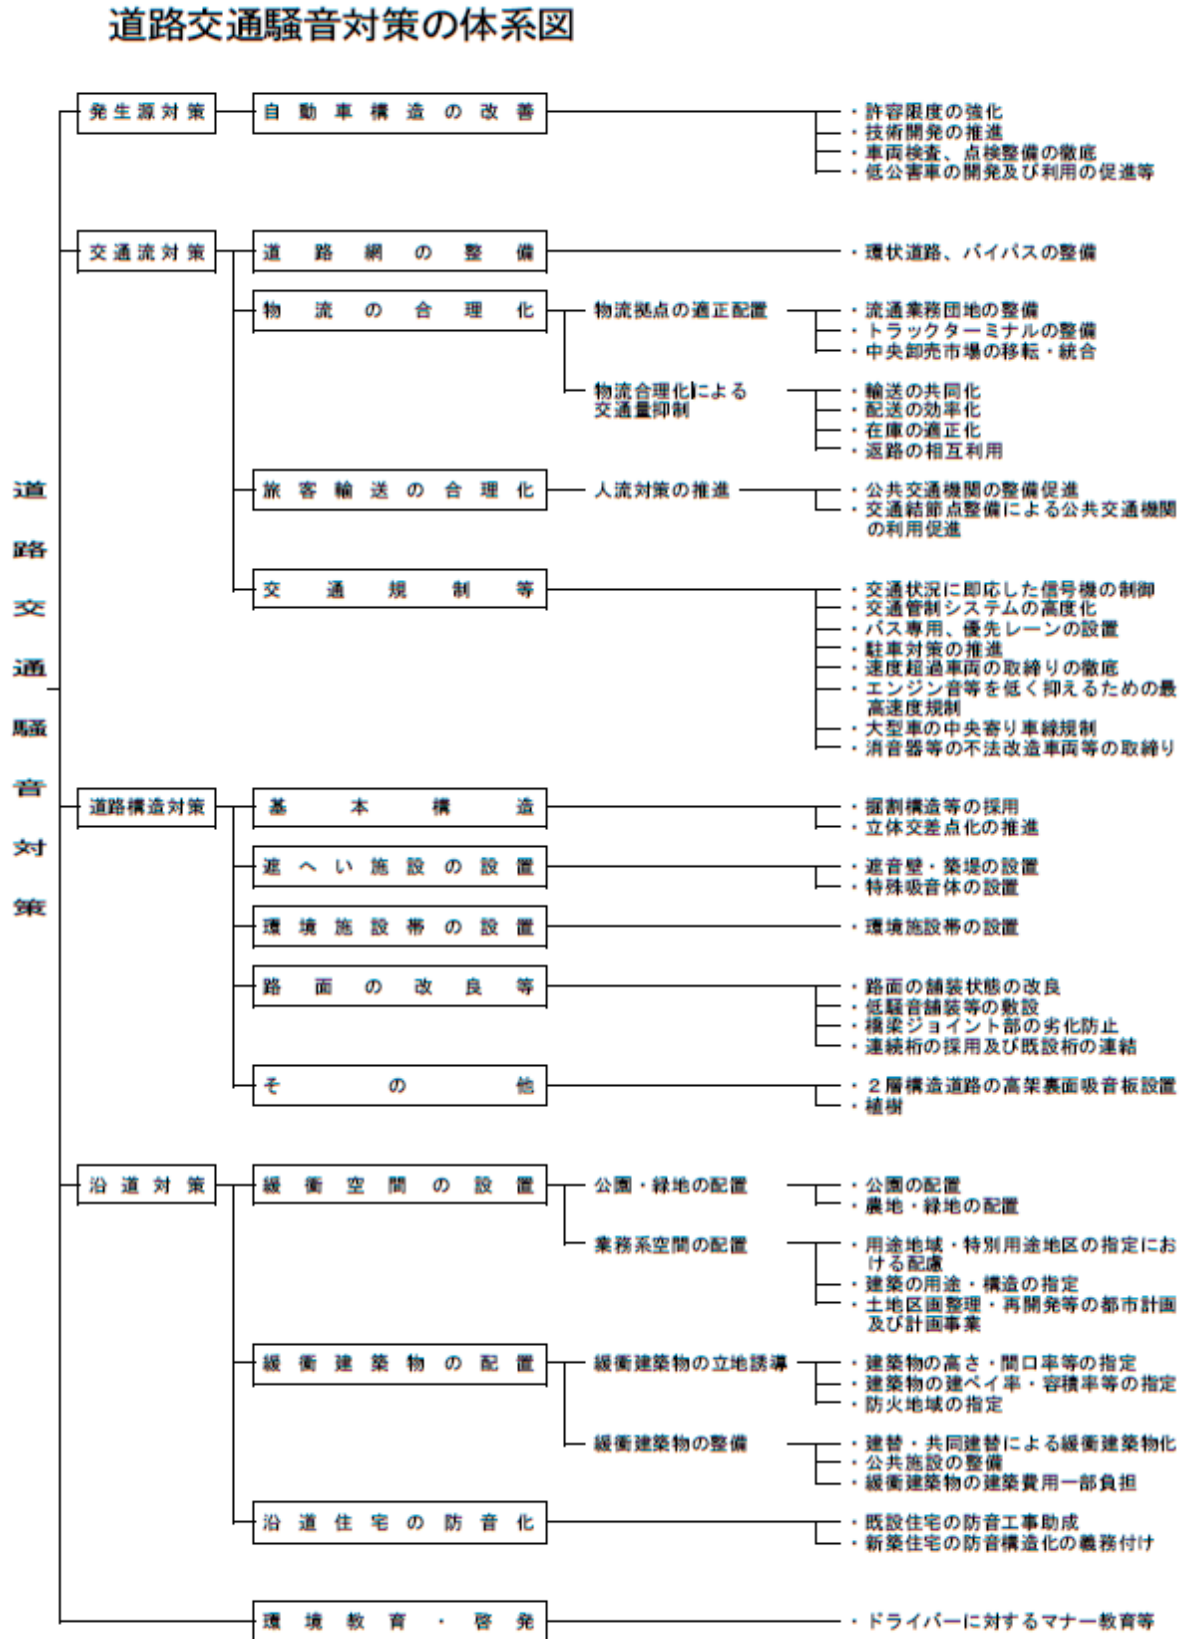 道路交通騒音対策の体系図
道路交通騒音対策
発生源対策
自動車構造の改善
・許容限度の強化
・技術開発の推進
・車両検査、点検整備の徹底
・低公害車の開発及び利用の促進等
交通流対策
道路網の整備
・環状道路、バイパスの整備
物流の合理化
物流拠点の適正配置
・流通業務団地の整備
・トラックターミナルの整備
・中央卸売市場の移転・統合
物流合理化による
交通量抑制
・輸送の共同化
・配送の効率化
・在庫の適正化
・返路の相互利用
旅客輸送の合理化
人流対策の推進
・公共交通機関の整備促進
・交通結節点整備による公共交通機関
の利用促進
交通規制等
・交通状況に即応した信号機の制御
・交通管制システムの高度化
・バス専用、優先レーンの設置
・駐車対策の推進
・速度超過車両の取締りの徹底
・エンジン音等を低く抑えるための最
高速度規制
・大型車の中央寄り車線規制
・消音器等の不法改造車両等の取締り
道路構造対策
基本構造
・掘割構造等の採用
・立体交差点化の推進
遮へい施設の設置
・遮音壁・築堤の設置
・特殊吸音体の設置
環境施設帯の設置
・環境施設帯の設置
路面の改良等
・路面の舗装状態の改良
・低騒音舗装等の敷設
・橋梁ジョイント部の劣化防止
・連続桁の採用及び既設桁の連結
その他
・２層構造道路の高架裏面吸音板設置
・植樹
沿道対策
緩衝空間の設置
公園・緑地の配置
・公園の配置
・農地・緑地の配置
業務系空間の配置
・用途地域・特別用途地区の指定にお
ける配慮
・建築の用途・構造の指定
・土地区画整理・再開発等の都市計画
及び計画事業
緩衝建築物の配置
緩衝建築物の立地誘導
・建築物の高さ・間口率等の指定
・建築物の建ペイ率・容積率等の指定
・防火地域の指定
緩衝建築物の整備
・建替・共同建替による緩衝建築物化
・公共施設の整備
・緩衝建築物の建築費用一部負担
沿道住宅の防音化
・既設住宅の防音工事助成
・新築住宅の防音構造化の義務付け
環境教育・啓発
・ドライバーに対するマナー教育等